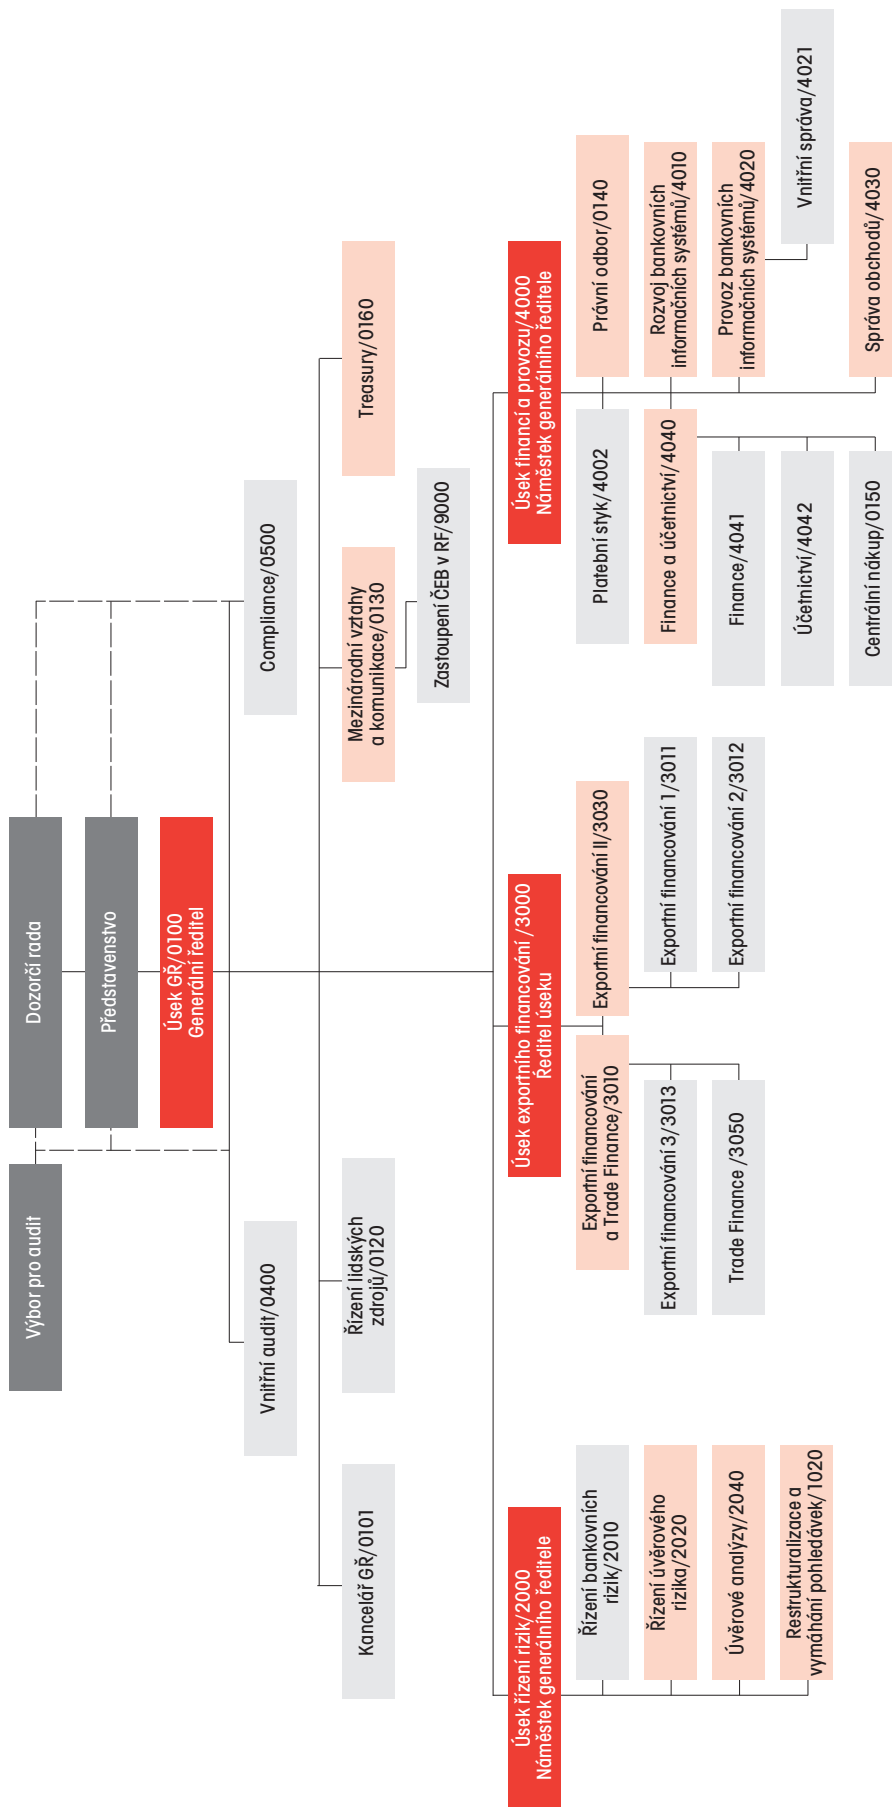 Výbor pro audit
Dozorčí rada
Představenstvo
Úsek GŘ/0100
Generální ředitel
Vnitřní audit/0400
Compliance/0500
Kancelář GŘ/0101
Řízení lidských
zdrojů/0120
Mezinárodní vztahy
a komunikace/0130
Treasury/0160
Zastoupení ČEB v RF/9000
Úsek řízení rizik/2000
Náměstek generálního ředitele
Úsek exportního financování /3000
Ředitel úseku
Úsek financí a provozu/4000
Náměstek generálního ředitele
Řízení bankovních
rizik/2010
Řízení úvěrového
rizika/2020
Úvěrové analýzy/2040
Restrukturalizace a
vymáhání pohledávek/1020
Exportní financování
a Trade Finance/3010
Exportní financování 3/3013
Trade Finance /3050
Exportní financování II/3030
Exportní financování 1/3011
Exportní financování 2/3012
Platební styk/4002
Finance a účetnictví/4040
Finance/4041
Účetnictví/4042
Centrální nákup/0150
Právní odbor/0140
Rozvoj bankovních
informačních systémů/4010
Provoz bankovních
informačních systémů/4020
Vnitřní správa/4021
Správa obchodů/4030